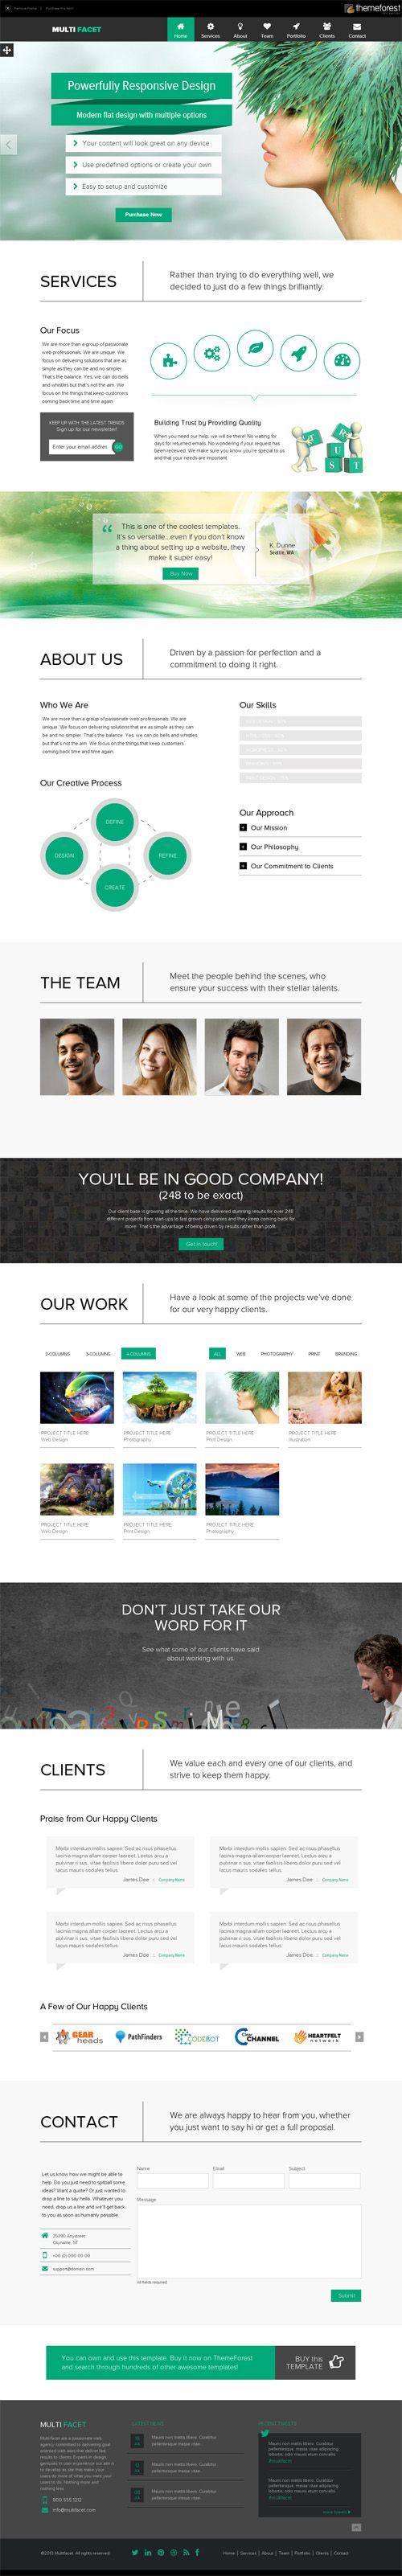 Purchase this item
themeforest
MULTI FACET
Home
Services
About
Team
Portfolio
Clients
Contact
Powerfully Responsive Design
Modern flat design with multiple options
Your content will look great on any device
Use predefined options or create your own
Easy to setup and customize
Purchase Now
SERVICES
Rather than trying to do everything well, we
decided to just do a few things brilliantly.
Our Focus
We are more than a group of passionate
web professionals. We are unique. We
focus on delivering solutions that are as
simple as they can be and no simpler.
That's the balance. Yes, we can do bells
and whistles but that's not the aim. We
focus on the things that keep customers
coming back time and time again.
KEEP UP WITH THE LATEST TRENDS!
Sign up for our newsletter!
Enter your email address
GO
Building Trust by Providing Quality
When you need our help, we will be there! No waiting for
hours for returned emails. No wondering if your request has
been received. We make sure you know you're special to us
and that your needs are important.
TRUST
This is one of the coolest templates.
It's so versatile...even if you don't know
a thing about setting up a website, they
make it super easy!
K. Dunne
Seattle, WA
Buy Now
ABOUT US
Driven by a passion for perfection and a
commitment to doing it right.
Who We Are
We are more than a group of passionate web professionals. We are
unique. We focus on delivering solutions that are as simple as they can
be and no simpler. That's the balance. Yes, we can do bells and whistles
but that's not the aim. We focus on the things that keep customers
coming back time and time again.
Our Skills
Our Creative Process
DEFINE
DESIGN
REFINE
CREATE
Our Approach
Our Mission
Our Philosophy
Our Commitment to Clients
THE TEAM
Meet the people behind the scenes, who
ensure your success with their stellar talents.
YOU'LL BE IN GOOD COMPANY!
(248 to be exact)
Our client base is growing all the time. We have delivered stunning results for over 248
different projects from start-ups to fast grown companies and they keep coming back for
more. That's the advantage of being driven by results rather than profit.
Get in touch!
OUR WORK
Have a look at some of the projects we've done
for our very happy clients.
2-COLUMNS
3-COLUMNS
4-COLUMNS
ALL
WEB
PHOTOGRAPHY
PRINT
BRANDING
PROJECT TITLE HERE
Web Design
PROJECT TITLE HERE
Photography
PROJECT TITLE HERE
Print Design
PROJECT TITLE HERE
Illustration
PROJECT TITLE HERE
Web Design
PROJECT TITLE HERE
Print Design
PROJECT TITLE HERE
Photography
DON'T JUST TAKE OUR
WORD FOR IT
See what some of our clients have said
about working with us.
CLIENTS
We value each and every one of our clients, and
strive to keep them happy.
Praise from Our Happy Clients
Morbi interdum mollis sapien. Sed ac risus phasellus
lacinia magna allam corper laoreet. Lectus arcu a
pulvinar ri sus, vitae facilisis libero dolor puru sed vel
lacus mauris sodales tellus.
James Doe | Company Name
Morbi interdum mollis sapien. Sed ac risus phasellus
lacinia magna allam corper laoreet. Lectus arcu a
pulvinar ri sus, vitae facilisis libero dolor puru sed vel
lacus mauris sodales tellus.
James Doe | Company Name
Morbi interdum mollis sapien. Sed ac risus phasellus
lacinia magna allam corper laoreet. Lectus arcu a
pulvinar ri sus, vitae facilisis libero dolor puru sed vel
lacus mauris sodales tellus.
James Doe | Company Name
Morbi interdum mollis sapien. Sed ac risus phasellus
lacinia magna allam corper laoreet. Lectus arcu a
pulvinar ri sus, vitae facilisis libero dolor puru sed vel
lacus mauris sodales tellus.
James Doe | Company Name
A Few of Our Happy Clients
GEAR heads
PathFinders
CODEBOT
Clear CHANNEL
HEARTFELT network
CONTACT
We are always happy to hear from you, whether
you just want to say hi or get a full proposal.
Let us know how we might be able to
help. Do you just need to spitball some
ideas? Want a quote? Or just wanted to
drop a line to say hello. Whatever you
need, drop us a line and we'll get back
to you as soon as humanly possible.
25290 Anywhere
Cityname, ST
+00 (0) 000 00 00
support@domain.com
Name
Email
Subject
Message
All fields required
Submit
You can own and use this template. Buy it now on ThemeForest
and search through hundreds of other awesome templates!
BUY this
TEMPLATE
MULTI FACET
LATEST NEWS
RECENT TWEETS
800 555 1212
info@multifacet.com
©2013 Multifacet. All rights reserved
Home | Services | About | Team | Portfolio | Clients | Contact